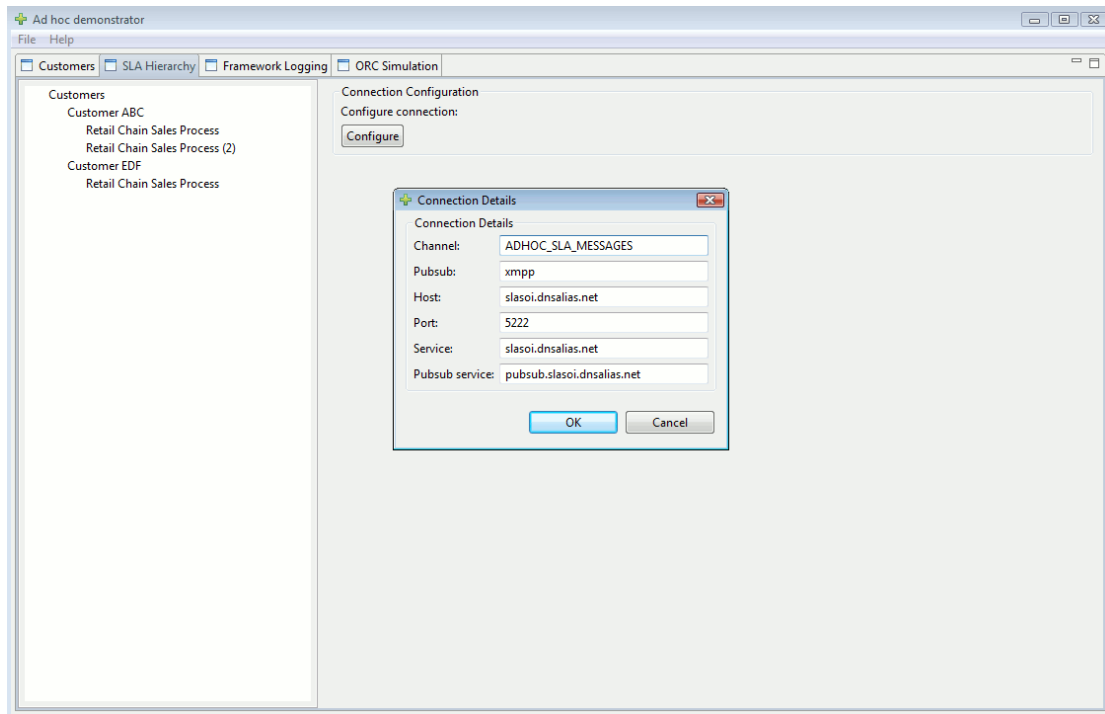 Ad hoc demonstrator
File Help
Customers SLA Hierarchy Framework Logging ORC Simulation
Customers
Customer ABC
Retail Chain Sales Process
Retail Chain Sales Process (2)
Customer EDF
Retail Chain Sales Process
Connection Configuration
Configure connection:
Configure
Connection Details
Connection Details
Channel: ADHOC_SLA_MESSAGES
Pubsub: xmpp
Host: slasoi.dnsalias.net
Port: 5222
Service: slasoi.dnsalias.net
Pubsub service: pubsub.slasoi.dnsalias.net
OK Cancel